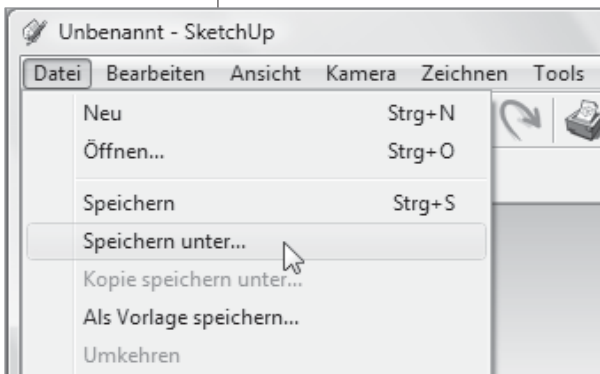 Unbenannt - SketchUp
Datei Bearbeiten Ansicht Kamera Zeichnen Tools
Neu Strg+N
Öffnen... Strg+O
Speichern Strg+S
Speichern unter...
Kopie speichern unter...
Als Vorlage speichern...
Umkehren